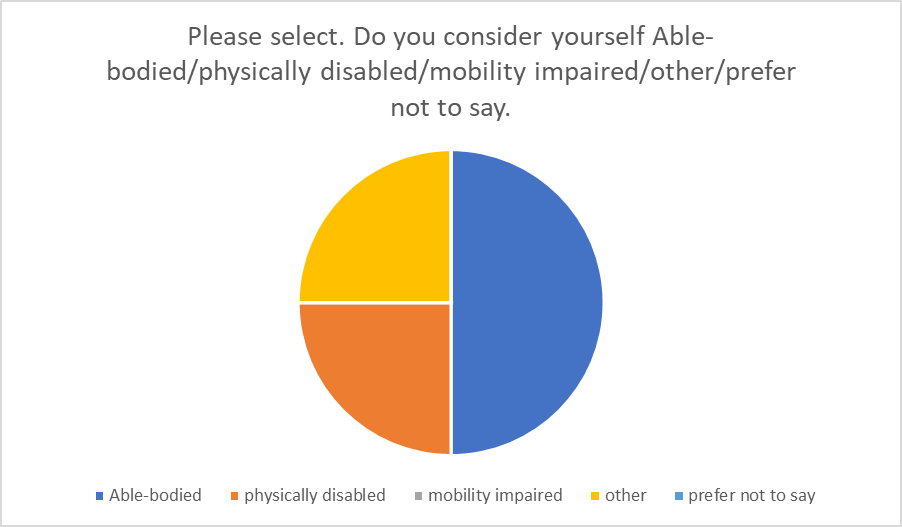 Please select. Do you consider yourself Able-
bodied/physically disabled/mobility impaired/other/prefer
not to say.
Able-bodied physically disabled mobility impaired other prefer not to say